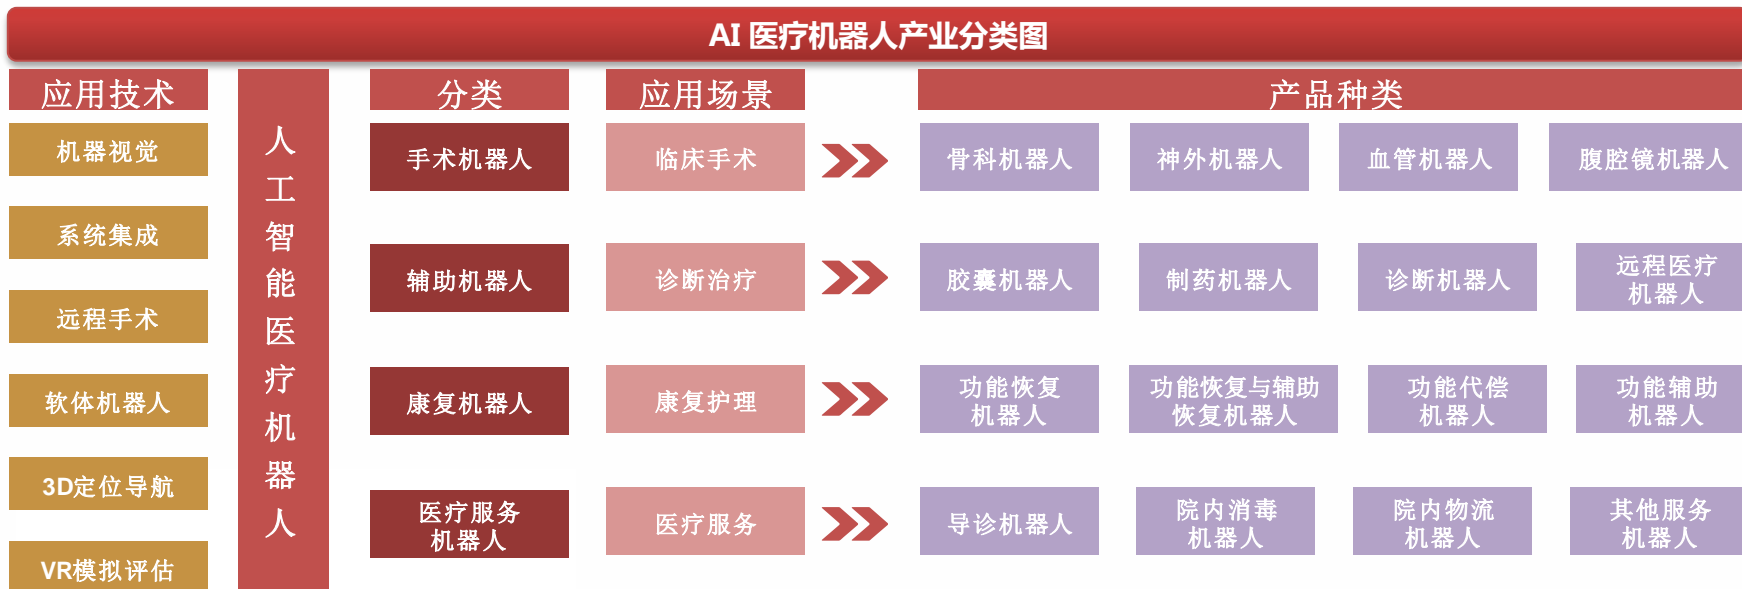 AI 医疗机器人产业分类图
应用技术
机器视觉
系统集成
远程手术
软体机器人
3D定位导航
VR模拟评估
人工智能医疗机器人
分类
应用场景
产品种类
手术机器人
临床手术
骨科机器人
神外机器人
血管机器人
腹腔镜机器人
辅助机器人
诊断治疗
胶囊机器人
制药机器人
诊断机器人
远程医疗
机器人
康复机器人
康复护理
功能恢复
机器人
功能恢复与辅助
恢复机器人
功能代偿
机器人
功能辅助
机器人
医疗服务
机器人
医疗服务
导诊机器人
院内消毒
机器人
院内物流
机器人
其他服务
机器人